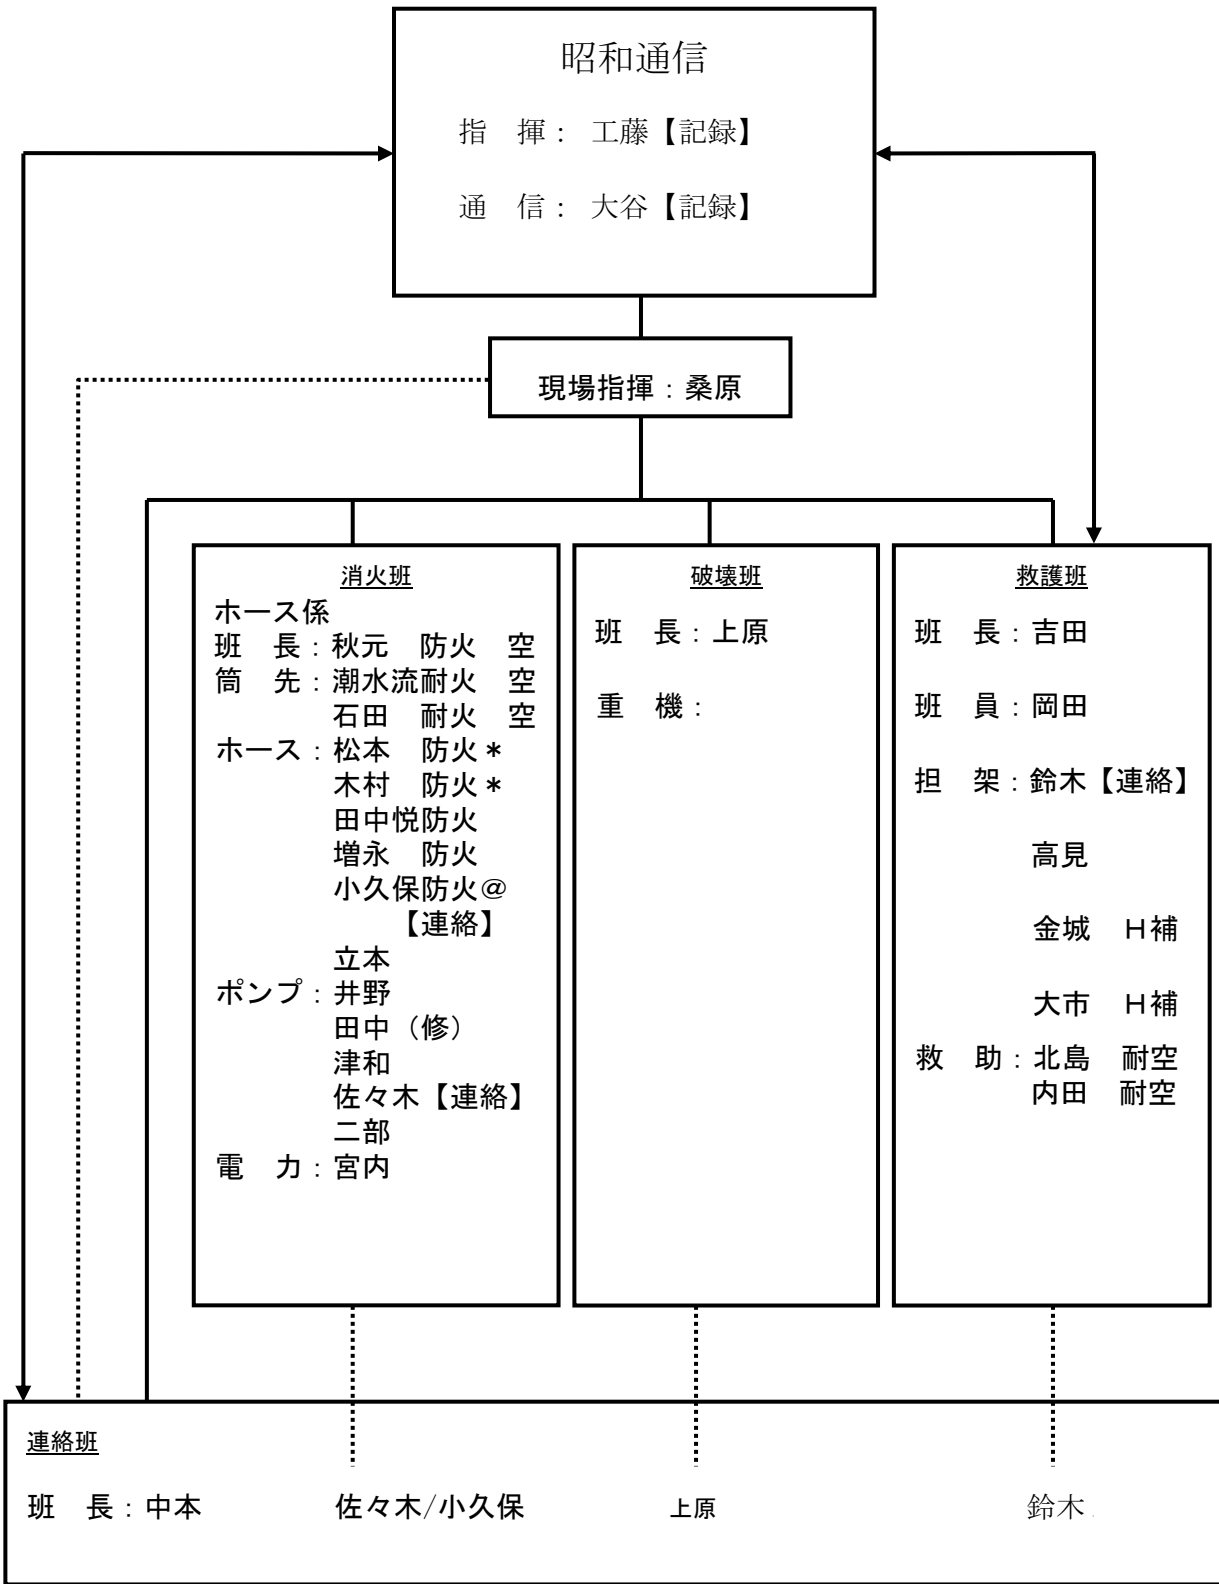 昭和通信
指　揮：　工藤【記録】
通　信：　大谷【記録】
現場指揮：桑原
消火班
ホース係
班　長：秋元　防火　空
筒　先：潮水流耐火　空
石田　耐火　空
ホース：松本　防火＊
木村　防火＊
田中悦防火
増永　防火
小久保防火＠
【連絡】
立本
ポンプ：井野
田中（修）
津和
佐々木【連絡】
二部
電　力：宮内
破壊班
班　長：上原
重　機：
救護班
班　長：吉田
班　員：岡田
担　架：鈴木【連絡】
高見
金城　Ｈ補
大市　Ｈ補
救　助：北島　耐空
内田　耐空
連絡班
班　長：中本　佐々木/小久保　上原　鈴木